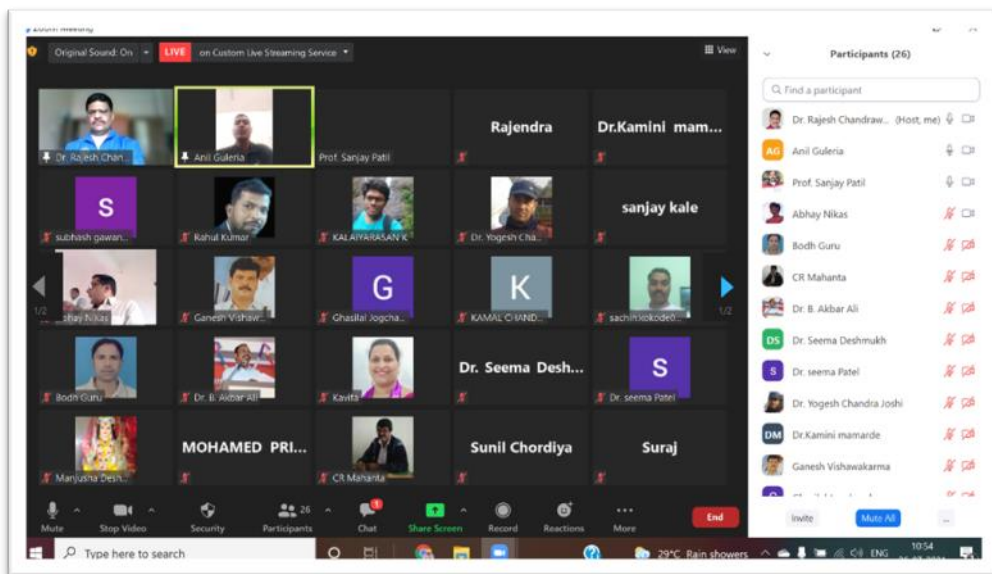 Zoom Meeting
Original Sound: On
LIVE on Custom Live Streaming Service
View
Dr. Rajesh Chan...
Anil Guleria
Prof. Sanjay Patil
Rajendra
Dr.Kamini mam...
S
subhash gawan...
Rahul Kumar
KALAIYARASAN K
Dr. Yogesh Cha...
sanjay kale
1/2
Abhay Nikas
Ganesh Vishaw...
G
Ghasilal Jogcha...
K
KAMAL CHAND...
1/2
Bodh Guru
Dr. B. Akbar Ali
Kavita
Dr. Seema Desh...
S
Dr. seema Patel
Manjusha Desh...
MOHAMED PRI...
CR Mahanta
Sunil Chordiya
Suraj
Mute
Stop Video
Security
26
Participants
1
Chat
Share Screen
Record
Reactions
More
End
Participants (26)
Find a participant
Dr. Rajesh Chandraw... (Host, me)
AG Anil Guleria
Prof. Sanjay Patil
Abhay Nikas
Bodh Guru
CR Mahanta
Dr. B. Akbar Ali
DS Dr. Seema Deshmukh
S Dr. seema Patel
Dr. Yogesh Chandra Joshi
DM Dr.Kamini mamarde
Ganesh Vishawakarma
Invite
Mute All
...
Type here to search
29°C Rain showers
ENG
10:54